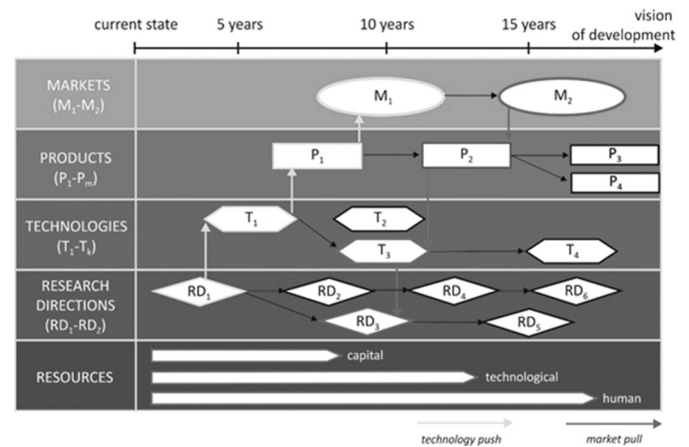 vision
current state 5 years 10 years 15 years of development
MARKETS
(M₁-M₂)
M₁ M₂
PRODUCTS
(P₁-Pₘ)
P₁ P₂ P₃
P₄
TECHNOLOGIES
(T₁-Tₖ)
T₁ T₂
T₃ T₄
RESEARCH
DIRECTIONS
(RD₁-RD₂)
RD₁ RD₂ RD₄ RD₆
RD₃ RD₅
RESOURCES
capital
technological
human
technology push market pull